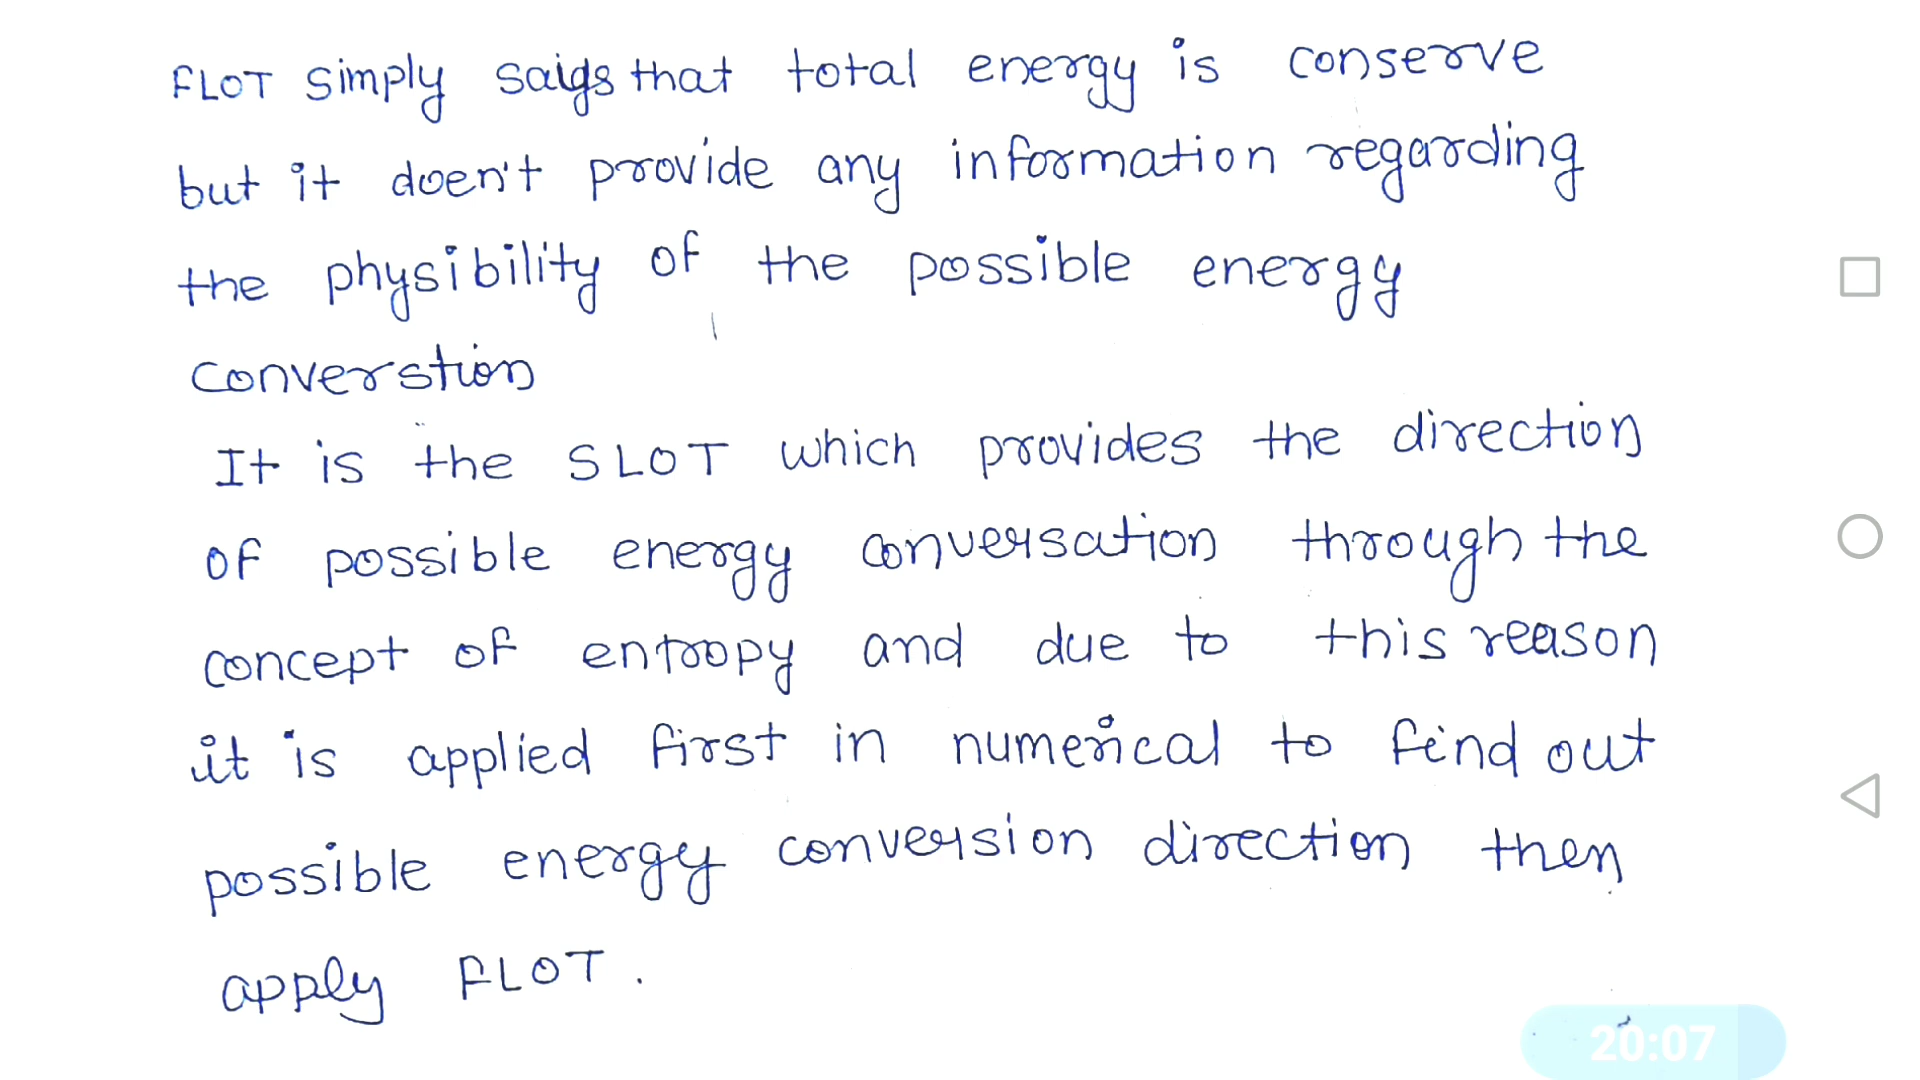 FLOT simply saigs that total energy is conserve
but it doen't provide any information regarding
the physibility of the possible energy
converstion
It is the SLOT which provides the direction
of possible energy conversation through the
concept of entropy and due to this reason
it is applied first in numerical to find out
possible energy conversion direction then
apply FLOT.
20:07